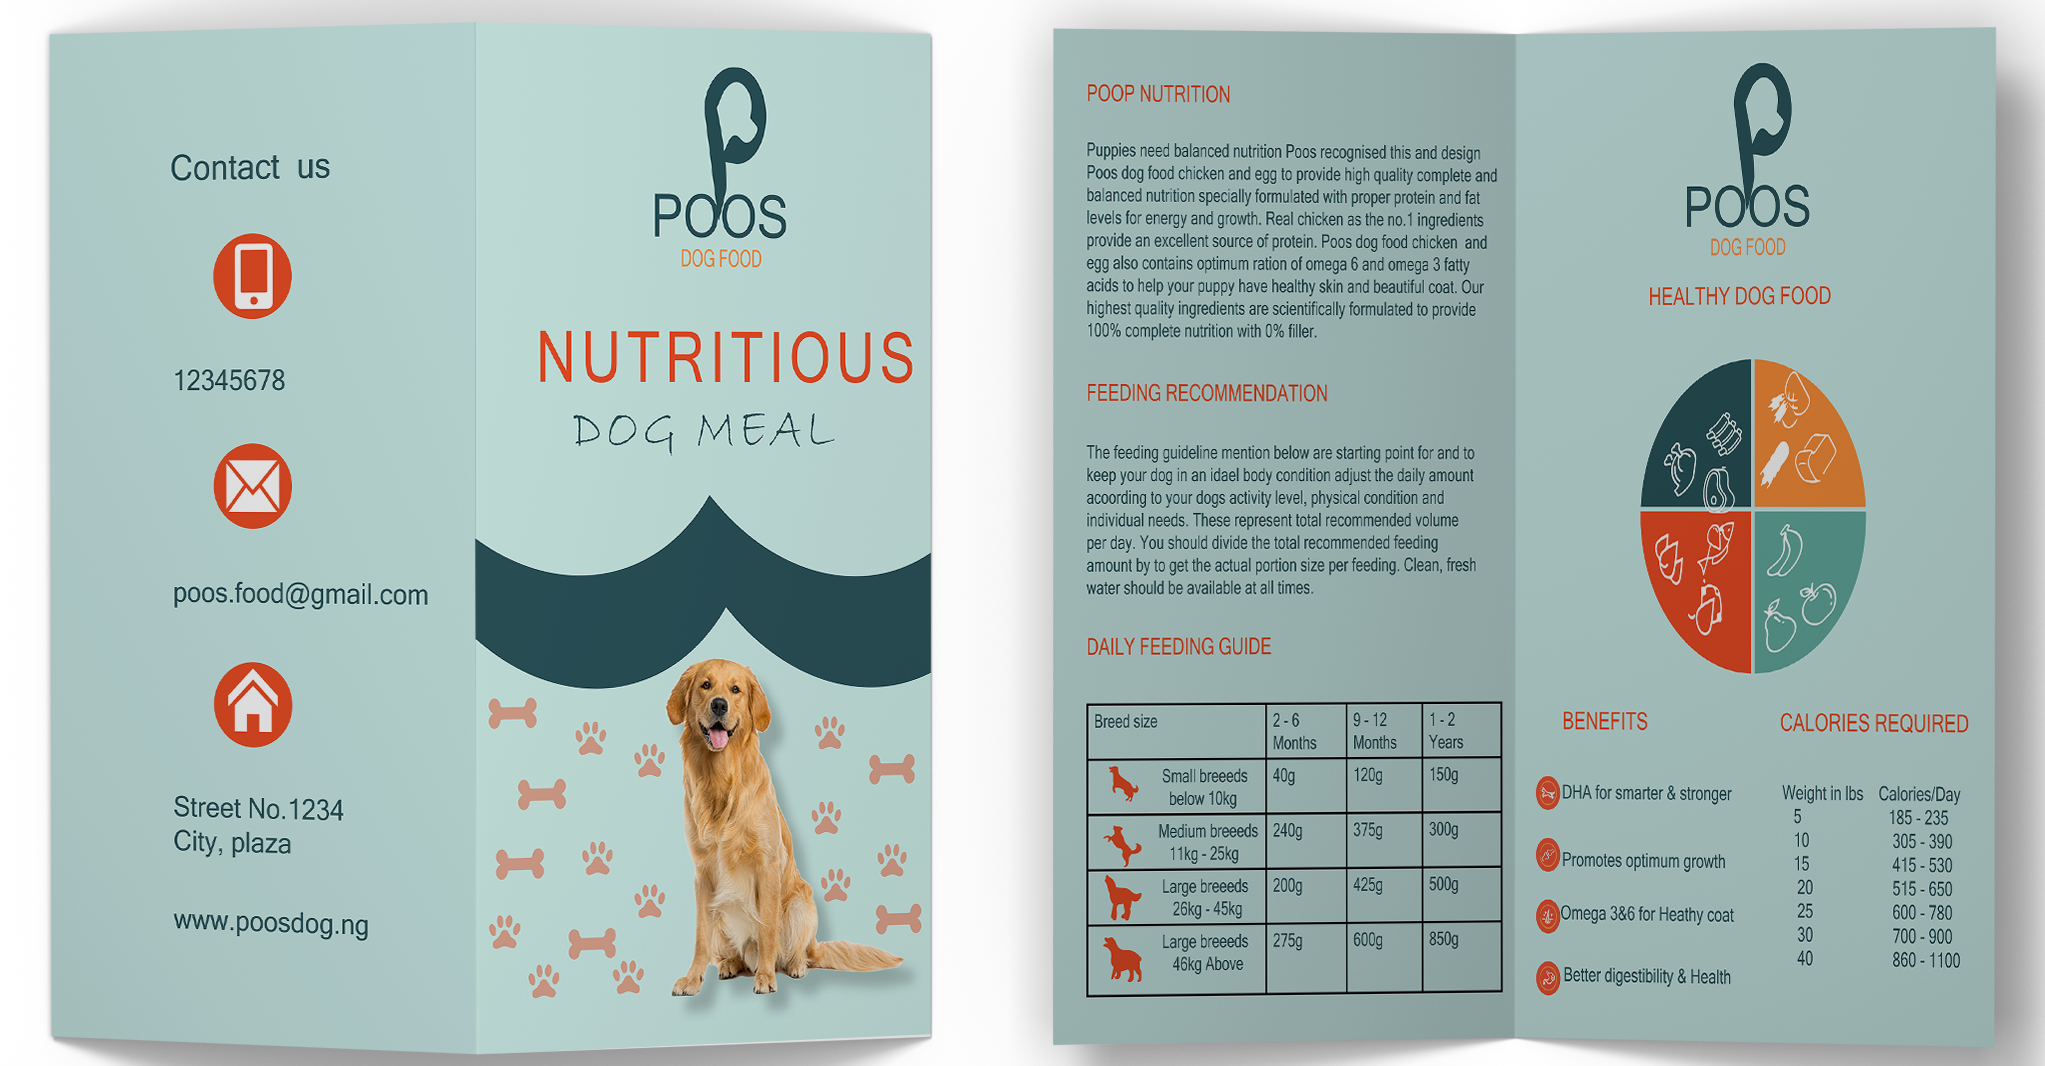 Contact us
12345678
poos.food@gmail.com
Street No.1234
City, plaza
www.poosdog.ng
POOS
DOG FOOD
NUTRITIOUS
DOG MEAL
POOP NUTRITION
Puppies need balanced nutrition Poos recognised this and design
Poos dog food chicken and egg to provide high quality complete and
balanced nutrition specially formulated with proper protein and fat
levels for energy and growth. Real chicken as the no.1 ingredients
provide an excellent source of protein. Poos dog food chicken and
egg also contains optimum ration of omega 6 and omega 3 fatty
acids to help your puppy have healthy skin and beautiful coat. Our
highest quality ingredients are scientifically formulated to provide
100% complete nutrition with 0% filler.
FEEDING RECOMMENDATION
The feeding guideline mention below are starting point for and to
keep your dog in an idael body condition adjust the daily amount
acoording to your dogs activity level, physical condition and
individual needs. These represent total recommended volume
per day. You should divide the total recommended feeding
amount by to get the actual portion size per feeding. Clean, fresh
water should be available at all times.
DAILY FEEDING GUIDE
Breed size 2 - 6 Months 9 - 12 Months 1 - 2 Years
Small breeeds below 10kg 40g 120g 150g
Medium breeeds 11kg - 25kg 240g 375g 300g
Large breeeds 26kg - 45kg 200g 425g 500g
Large breeeds 46kg Above 275g 600g 850g
POOS
DOG FOOD
HEALTHY DOG FOOD
BENEFITS
DHA for smarter & stronger
Promotes optimum growth
Omega 3&6 for Heathy coat
Better digestibility & Health
CALORIES REQUIRED
Weight in lbs Calories/Day
5 185 - 235
10 305 - 390
15 415 - 530
20 515 - 650
25 600 - 780
30 700 - 900
40 860 - 1100